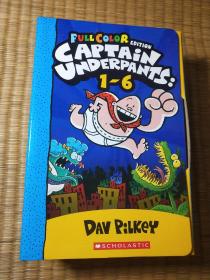 FULL COLOR EDITION
CAPTAIN
UNDERPANTS:
1-6
DAV PILKEY
SCHOLASTIC